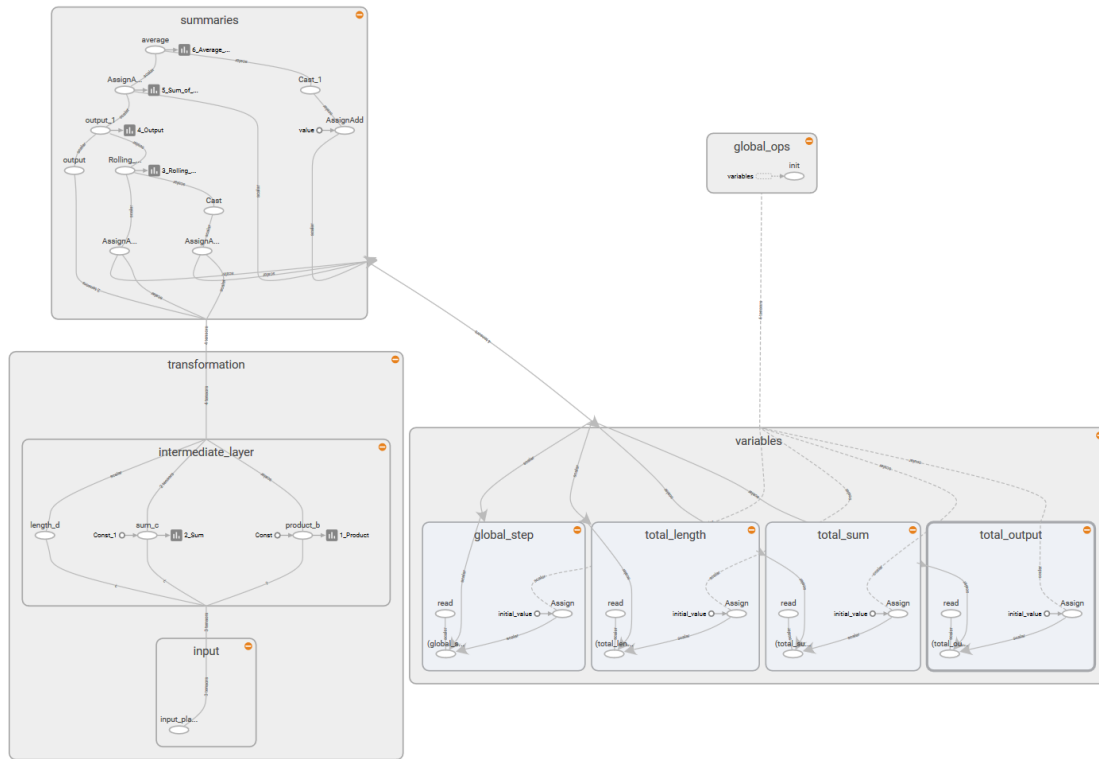 summaries
average
6_Average_...
AssignA...
5_Sum_of_...
Cast_1
output_1
4_Output
value
AssignAdd
output
Rolling_...
3_Rolling_...
Cast
AssignA...
AssignA...
global_ops
init
variables
transformation
intermediate_layer
length_d
Const_1
sum_c
2_Sum
Const
product_b
1_Product
input
input_pla...
variables
global_step
read
initial_value
Assign
(global_s...
total_length
read
initial_value
Assign
(total_len...
total_sum
read
initial_value
Assign
(total_su...
total_output
read
initial_value
Assign
(total_ou...